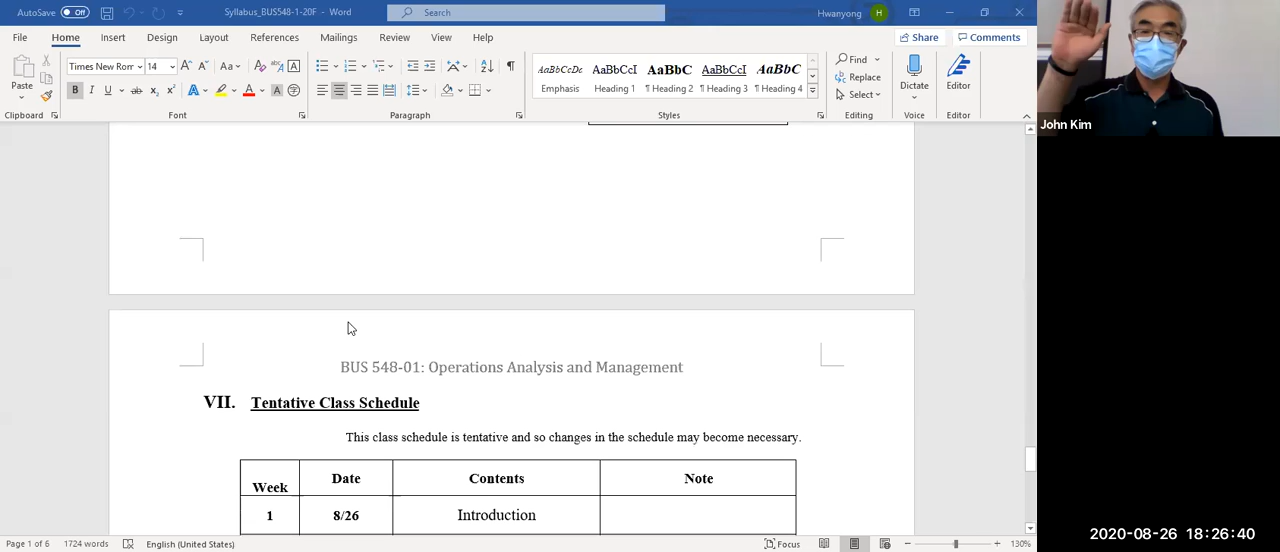 AutoSave Off Syllabus_BUS548-1-20F - Word Search Hwanyong H
File Home Insert Design Layout References Mailings Review View Help Share Comments
Times New Rorr 14 Aa AaBbCcDc AaBbCcI AaBbC AaBbCcI AaBbC Find
Paste Emphasis Heading 1 ¶ Heading 2 ¶ Heading 3 ¶ Heading 4 Replace Dictate Editor
B I U ab x₂ x² A A Select
Clipboard Font Paragraph Styles Editing Voice Editor
John Kim
BUS 548-01: Operations Analysis and Management
VII. Tentative Class Schedule
This class schedule is tentative and so changes in the schedule may become necessary.
Week Date Contents Note
1 8/26 Introduction
2020-08-26 18:26:40
Page 1 of 6 1724 words English (United States) Focus 130%